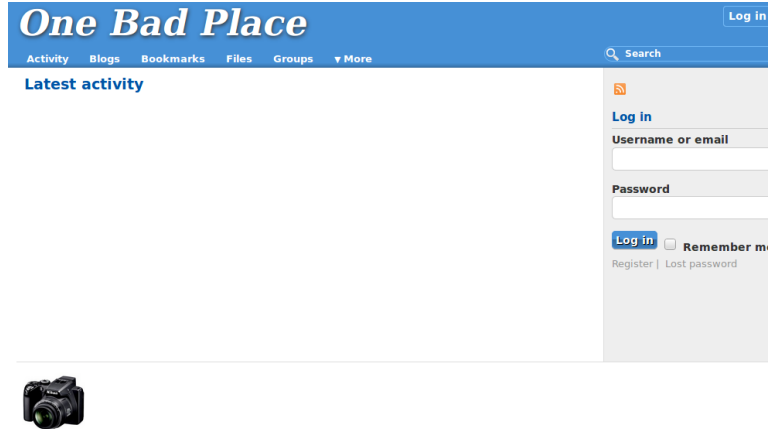 One Bad Place
Log in
Activity Blogs Bookmarks Files Groups ▼More
Search
Latest activity
Log in
Username or email
Password
Log in
Remember me
Register | Lost password